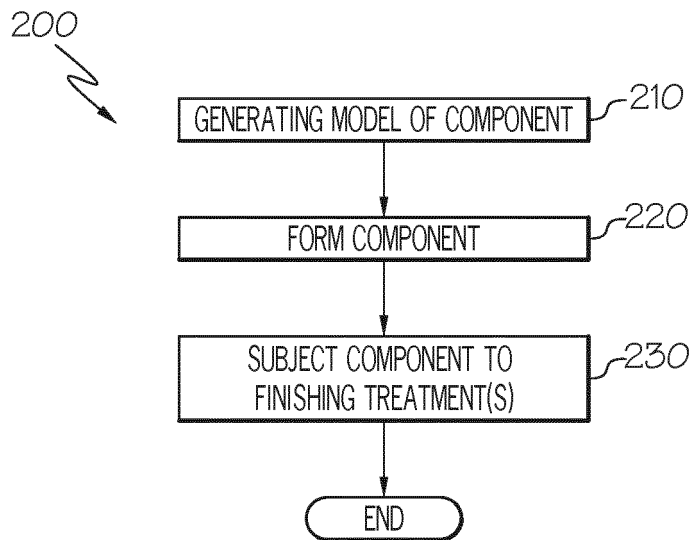 200
GENERATING MODEL OF COMPONENT
210
FORM COMPONENT
220
SUBJECT COMPONENT TO
FINISHING TREATMENT(S)
230
END